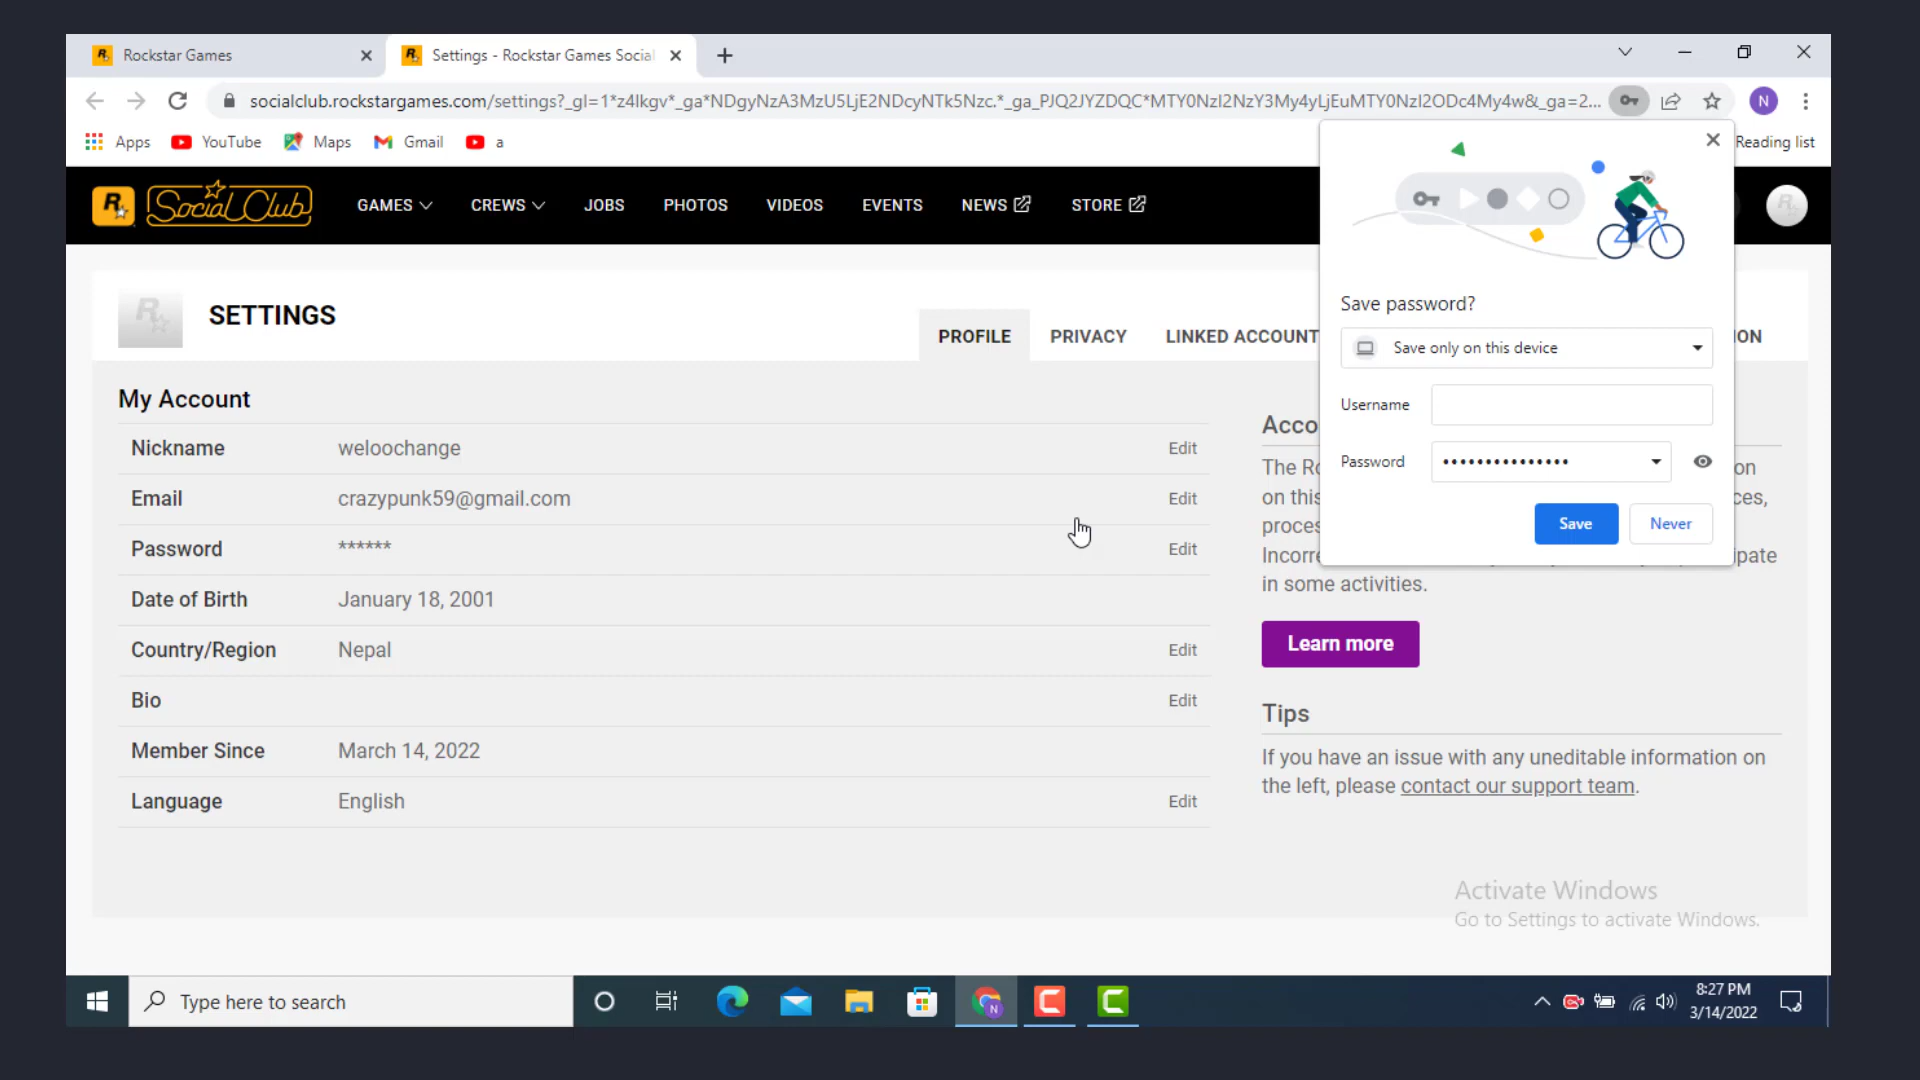 Rockstar Games
Settings - Rockstar Games Social
socialclub.rockstargames.com/settings?_gl=1*z4lkgv*_ga*NDgyNzA3MzU5LjE2NDcyNTk5Nzc.*_ga_PJQ2JYZDQC*MTY0NzI2NzY3My4yLjEuMTY0NzI2ODc4My4w&_ga=2...
N
Apps
YouTube
Maps
Gmail
a
Reading list
R
Social Club
GAMES
CREWS
JOBS
PHOTOS
VIDEOS
EVENTS
NEWS
STORE
SETTINGS
PROFILE
PRIVACY
LINKED ACCOUNT
ION
Save password?
Save only on this device
Username
Password
•••••••••••••••
Save
Never
My Account
Nickname
weloochange
Edit
Email
crazypunk59@gmail.com
Edit
Password
******
Edit
Date of Birth
January 18, 2001
Country/Region
Nepal
Edit
Bio
Edit
Member Since
March 14, 2022
Language
English
Edit
Acco
The Ro on
on this ces,
proces
Incorre ipate
in some activities.
Learn more
Tips
If you have an issue with any uneditable information on
the left, please contact our support team.
Activate Windows
Go to Settings to activate Windows.
Type here to search
8:27 PM
3/14/2022